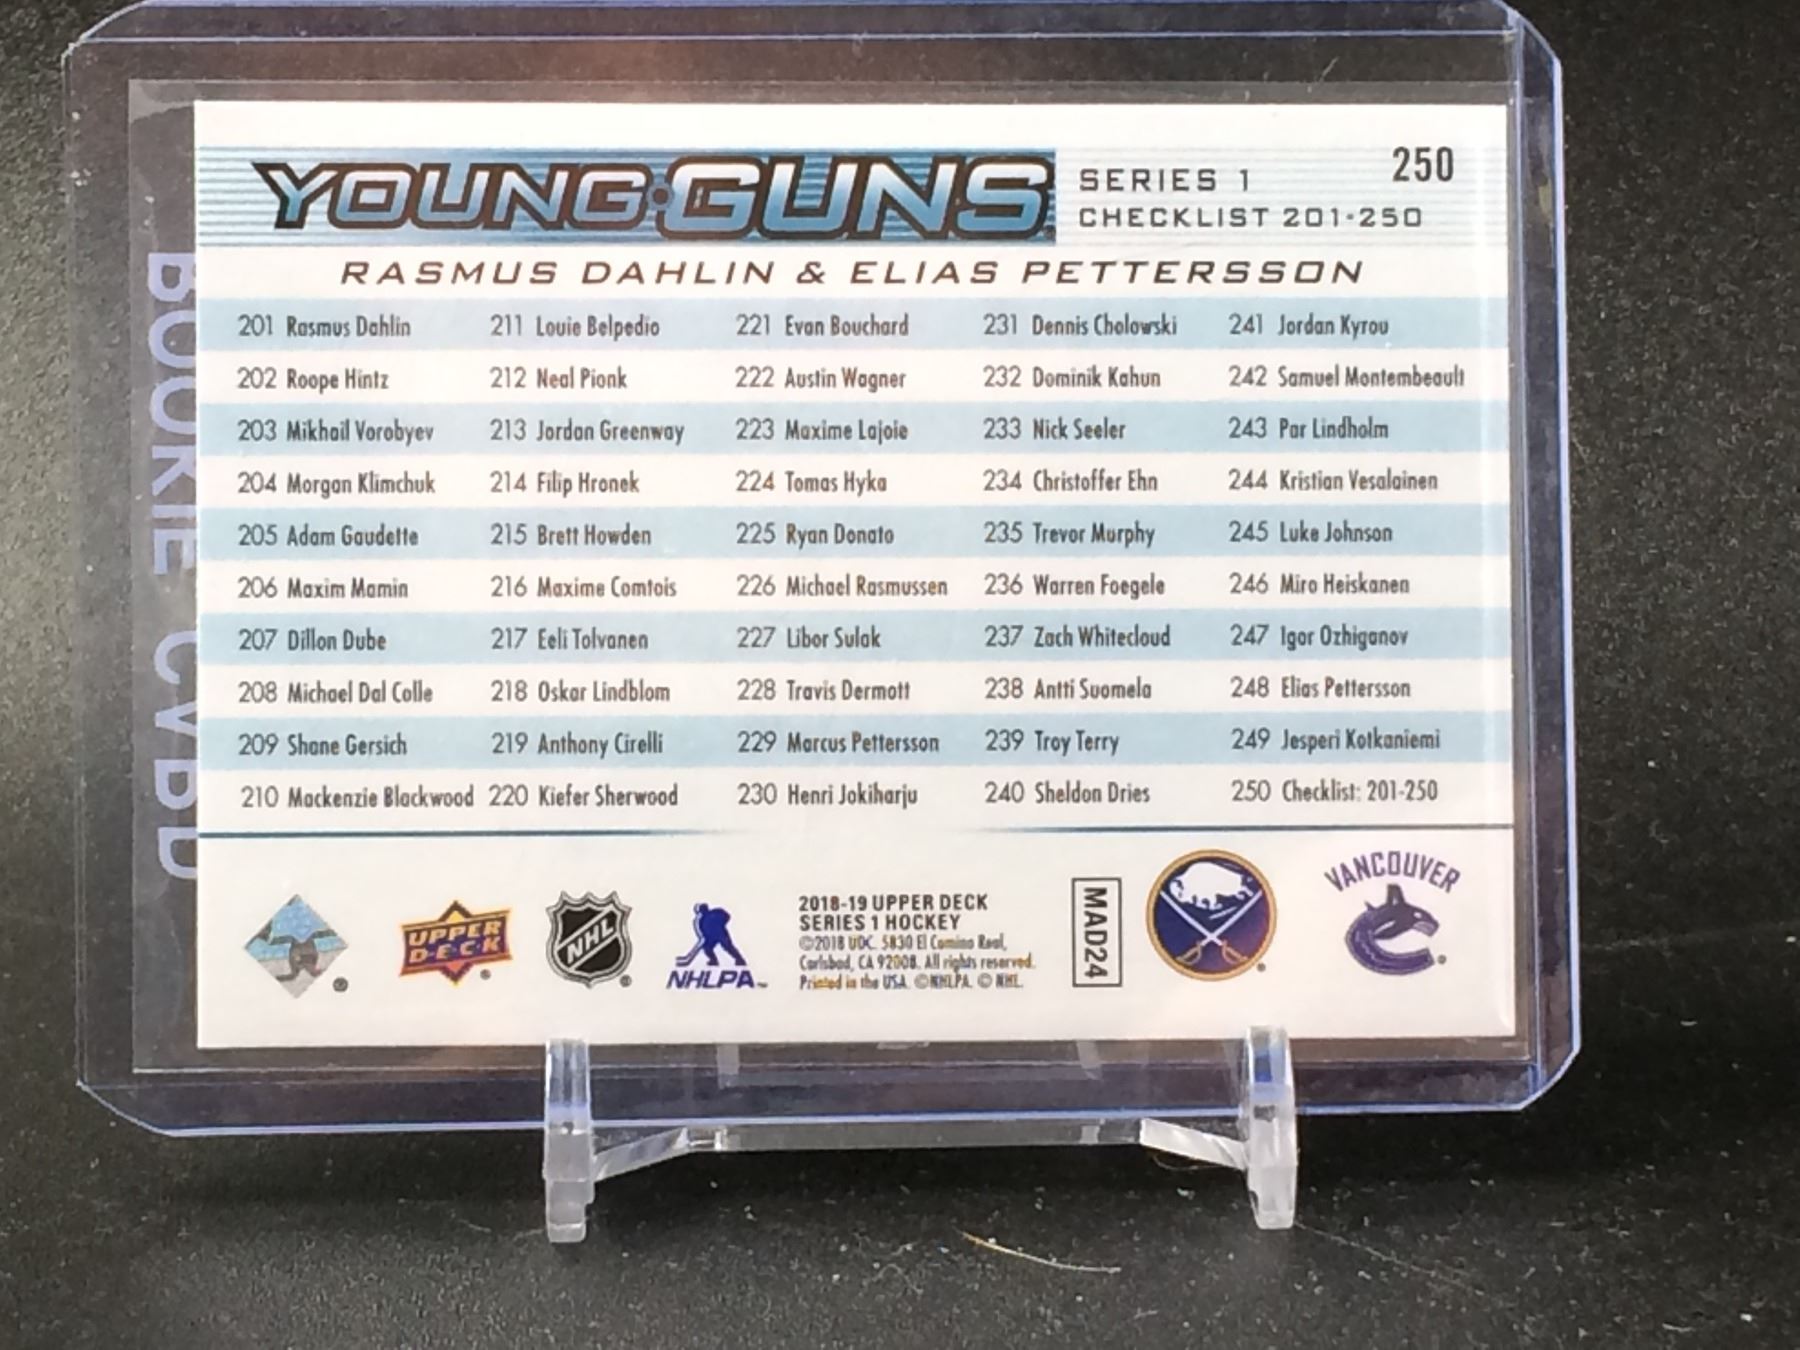 YOUNG GUNS
SERIES 1
CHECKLIST 201-250
250
RASMUS DAHLIN & ELIAS PETTERSSON
201 Rasmus Dahlin 211 Louie Belpedio 221 Evan Bouchard 231 Dennis Cholowski 241 Jordan Kyrou
202 Roope Hintz 212 Neal Pionk 222 Austin Wagner 232 Dominik Kahun 242 Samuel Montembeault
203 Mikhail Vorobyev 213 Jordan Greenway 223 Maxime Lajoie 233 Nick Seeler 243 Par Lindholm
204 Morgan Klimchuk 214 Filip Hronek 224 Tomas Hyka 234 Christoffer Ehn 244 Kristian Vesalainen
205 Adam Gaudette 215 Brett Howden 225 Ryan Donato 235 Trevor Murphy 245 Luke Johnson
206 Maxim Mamin 216 Maxime Comtois 226 Michael Rasmussen 236 Warren Foegele 246 Miro Heiskanen
207 Dillon Dube 217 Eeli Tolvanen 227 Libor Sulak 237 Zach Whitecloud 247 Igor Ozhiganov
208 Michael Dal Colle 218 Oskar Lindblom 228 Travis Dermott 238 Antti Suomela 248 Elias Pettersson
209 Shane Gersich 219 Anthony Cirelli 229 Marcus Pettersson 239 Troy Terry 249 Jesperi Kotkaniemi
210 Mackenzie Blackwood 220 Kiefer Sherwood 230 Henri Jokiharju 240 Sheldon Dries 250 Checklist: 201-250
UPPER
D·E·C·K
®
NHL
®
NHLPA™
2018-19 UPPER DECK
SERIES 1 HOCKEY
©2018 UDC. 5830 El Camino Real,
Carlsbad, CA 92008. All rights reserved.
Printed in the USA. ©NHLPA. © NHL.
MAD24
VANCOUVER
ROOKIE CARD